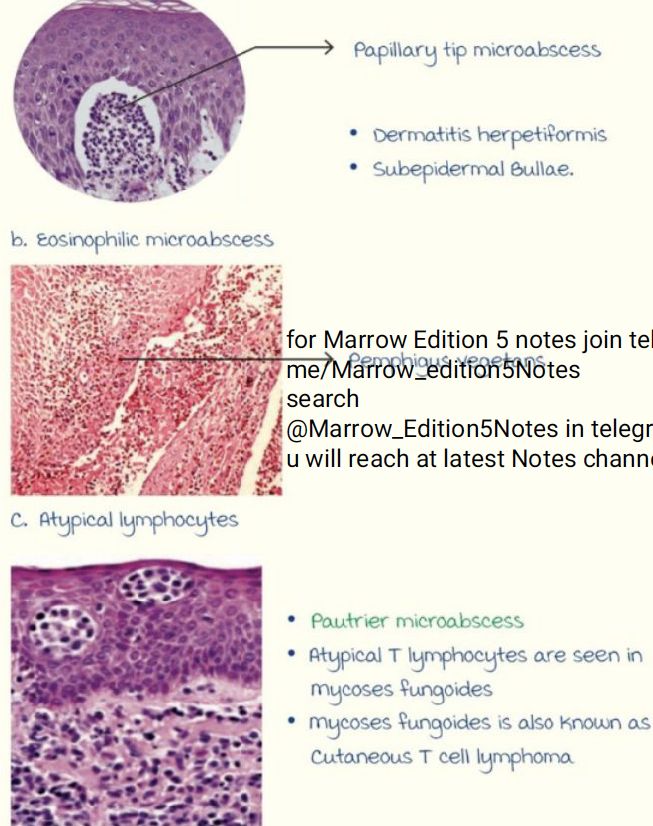 Papillary tip microabscess
• Dermatitis herpetiformis
• Subepidermal Bullae.
b. Eosinophilic microabscess
for Marrow Edition 5 notes join tel
Pemphigus vegetans
me/Marrow_edition5Notes
search
@Marrow_Edition5Notes in telegr
u will reach at latest Notes channe
C. Atypical lymphocytes
• Pautrier microabscess
• Atypical T lymphocytes are seen in
mycoses fungoides
• mycoses fungoides is also known as
Cutaneous T cell lymphoma